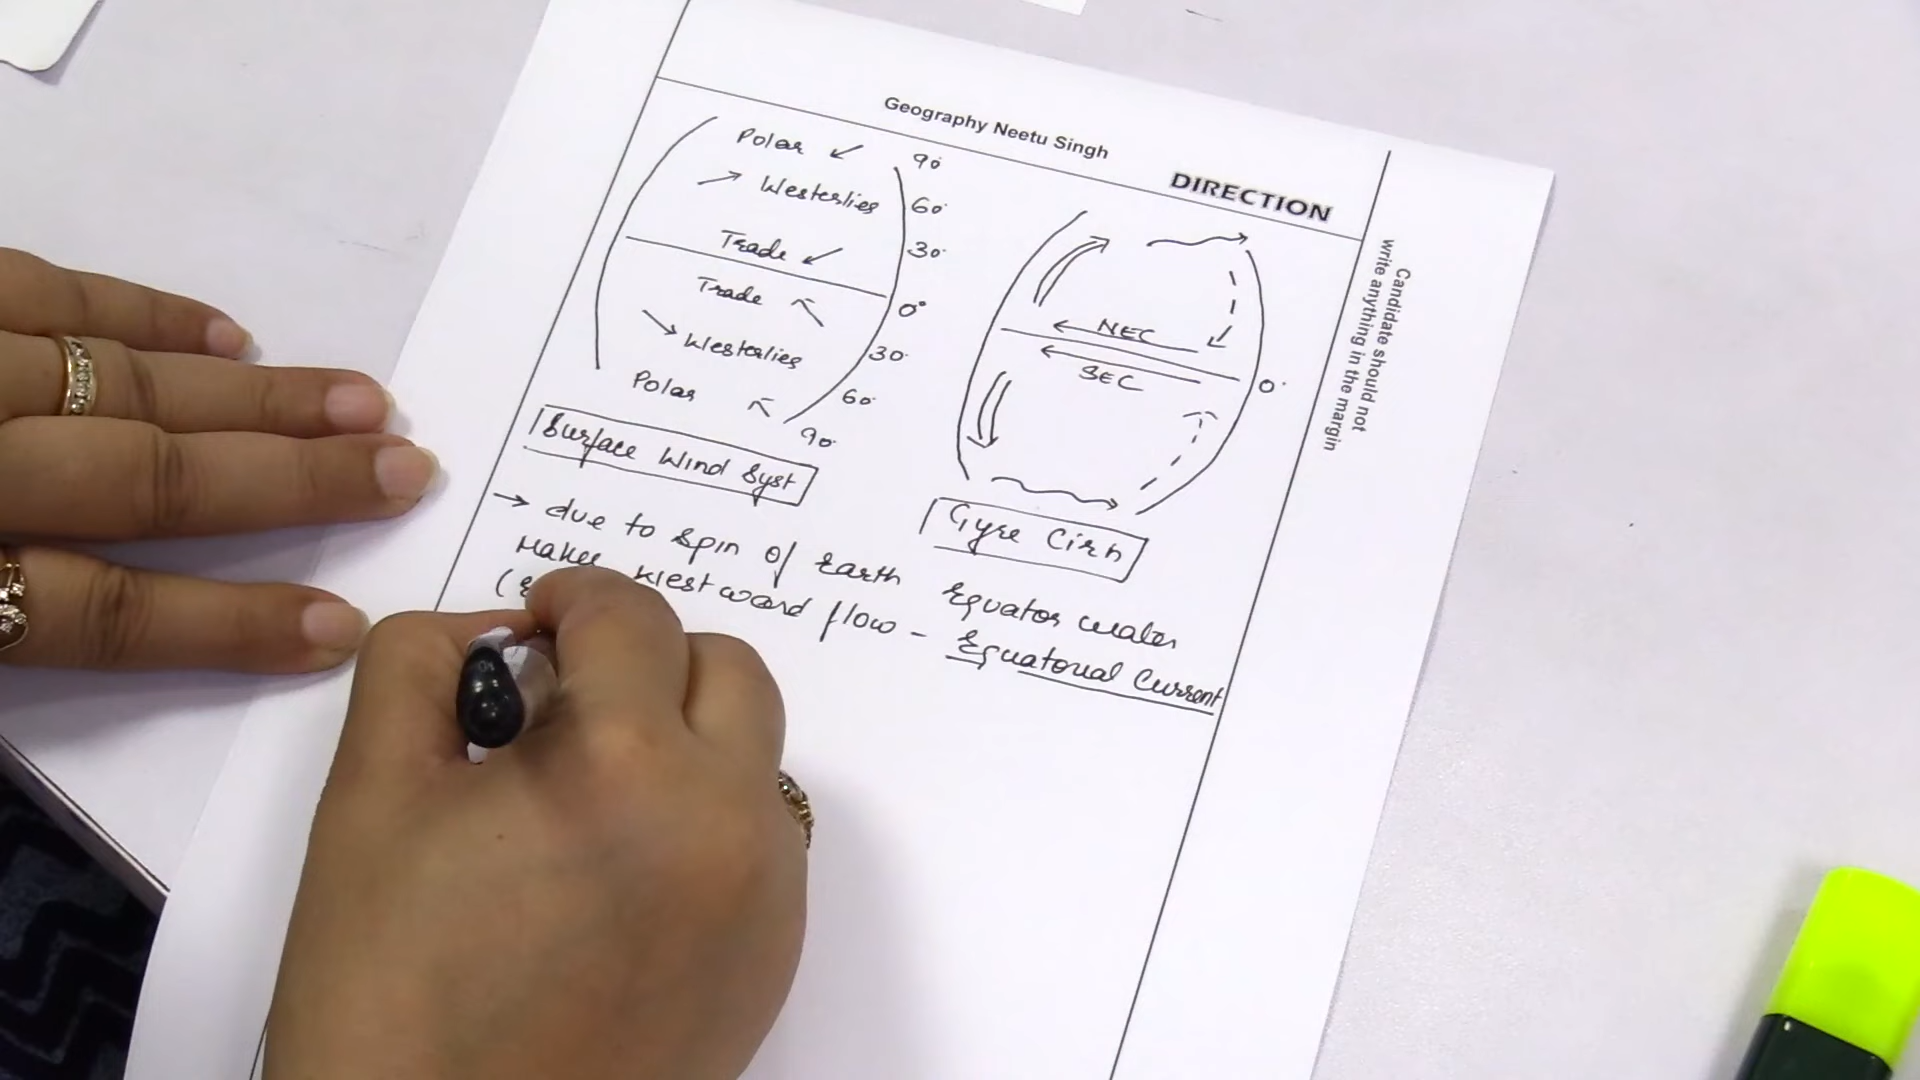 Geography Neetu Singh
DIRECTION
Candidate should not
write anything in the margin
Polar 90°
Westerlies 60°
Trade 30°
0°
Trade
Westerlies 30°
Polar 60°
90°
Surface Wind Syst
NEC
SEC
0°
Gyre Cirn
→ due to spin of Earth Equator water
Makes Westward flow - Equatorial Current
(